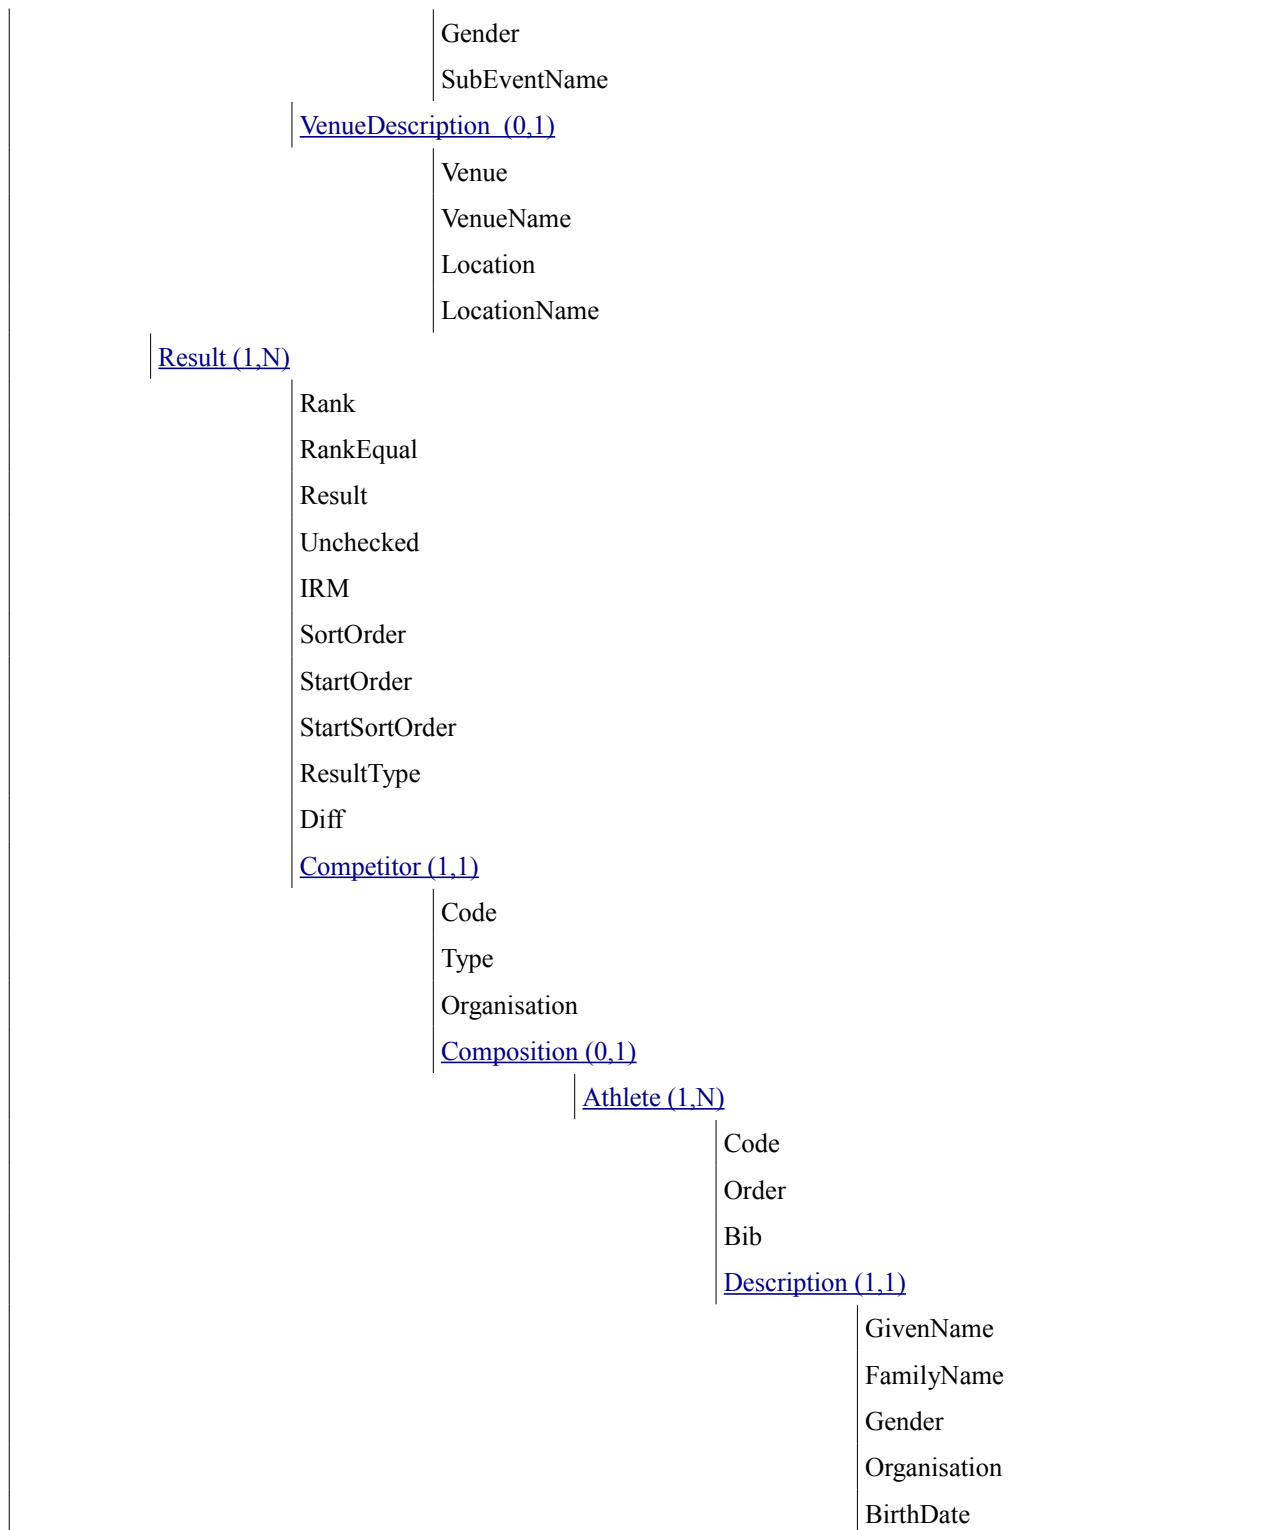 Gender
SubEventName
VenueDescription  (0,1)
Venue
VenueName
Location
LocationName
Result (1,N)
Rank
RankEqual
Result
Unchecked
IRM
SortOrder
StartOrder
StartSortOrder
ResultType
Diff
Competitor (1,1)
Code
Type
Organisation
Composition (0,1)
Athlete (1,N)
Code
Order
Bib
Description (1,1)
GivenName
FamilyName
Gender
Organisation
BirthDate